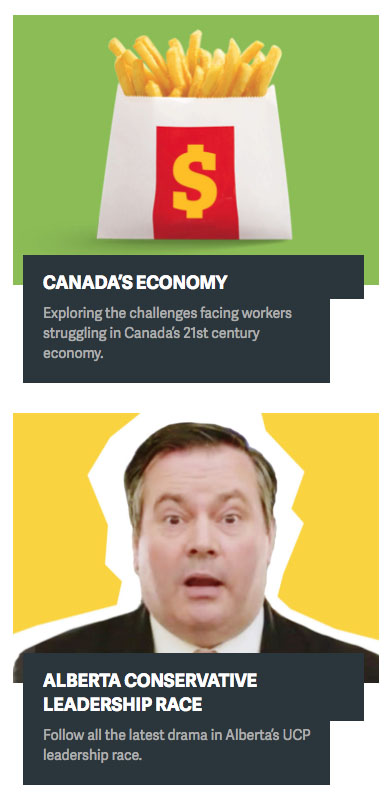 $
CANADA'S ECONOMY
Exploring the challenges facing workers
struggling in Canada's 21st century
economy.
ALBERTA CONSERVATIVE
LEADERSHIP RACE
Follow all the latest drama in Alberta's UCP
leadership race.